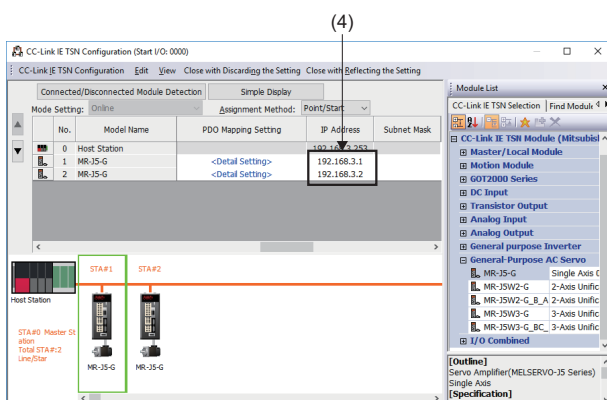 (4)
CC-Link IE TSN Configuration (Start I/O: 0000)
CC-Link IE TSN Configuration Edit View Close with Discarding the Setting Close with Reflecting the Setting
Connected/Disconnected Module Detection Simple Display
Mode Setting: Online Assignment Method: Point/Start
No. Model Name PDO Mapping Setting IP Address Subnet Mask
0 Host Station 192.168.3.253
1 MR-J5-G <Detail Setting> 192.168.3.1
2 MR-J5-G <Detail Setting> 192.168.3.2
STA#1 STA#2
Host Station
STA#0 Master St
ation
Total STA#:2
Line/Star
MR-J5-G MR-J5-G
Module List
CC-Link IE TSN Selection Find Module
CC-Link IE TSN Module (Mitsubisl
Master/Local Module
Motion Module
GOT2000 Series
DC Input
Transistor Output
Analog Input
Analog Output
General purpose Inverter
General-Purpose AC Servo
MR-J5-G Single Axis
MR-J5W2-G 2-Axis Unific
MR-J5W2-G_B_A 2-Axis Unific
MR-J5W3-G 3-Axis Unific
MR-J5W3-G_BC_ 3-Axis Unific
I/O Combined
[Outline]
Servo Amplifier(MELSERVO-J5 Series)
Single Axis
[Specification]